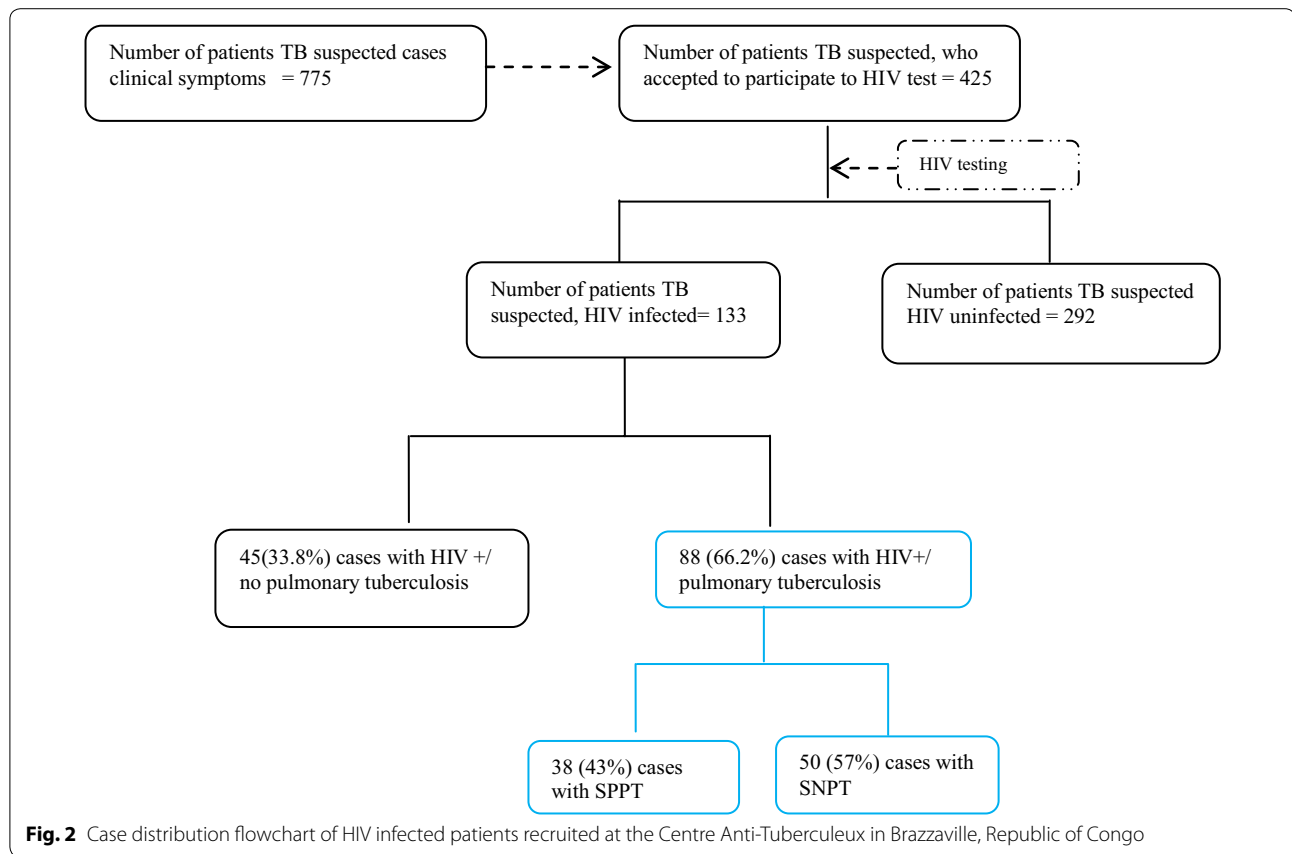 Number of patients TB suspected cases
clinical symptoms = 775
Number of patients TB suspected, who
accepted to participate to HIV test = 425
HIV testing
Number of patients TB
suspected, HIV infected= 133
Number of patients TB suspected
HIV uninfected = 292
45(33.8%) cases with HIV +/
no pulmonary tuberculosis
88 (66.2%) cases with HIV+/
pulmonary tuberculosis
38 (43%) cases
with SPPT
50 (57%) cases with
SNPT
Fig. 2 Case distribution flowchart of HIV infected patients recruited at the Centre Anti-Tuberculeux in Brazzaville, Republic of Congo